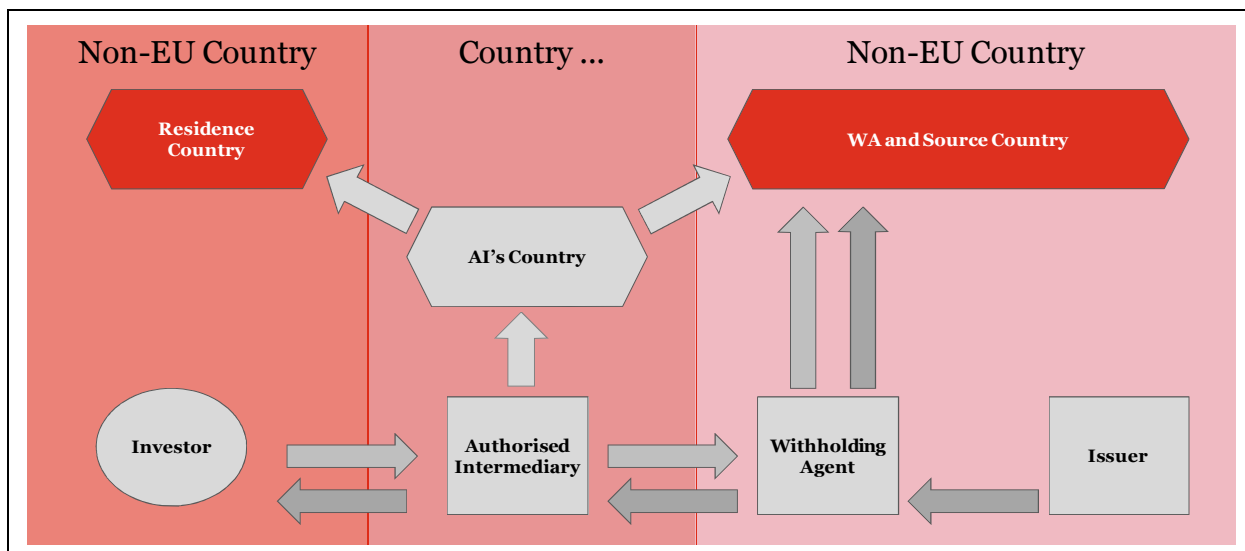 Non-EU Country
Country ...
Non-EU Country
Residence
Country
WA and Source Country
AI's Country
Investor
Authorised
Intermediary
Withholding
Agent
Issuer